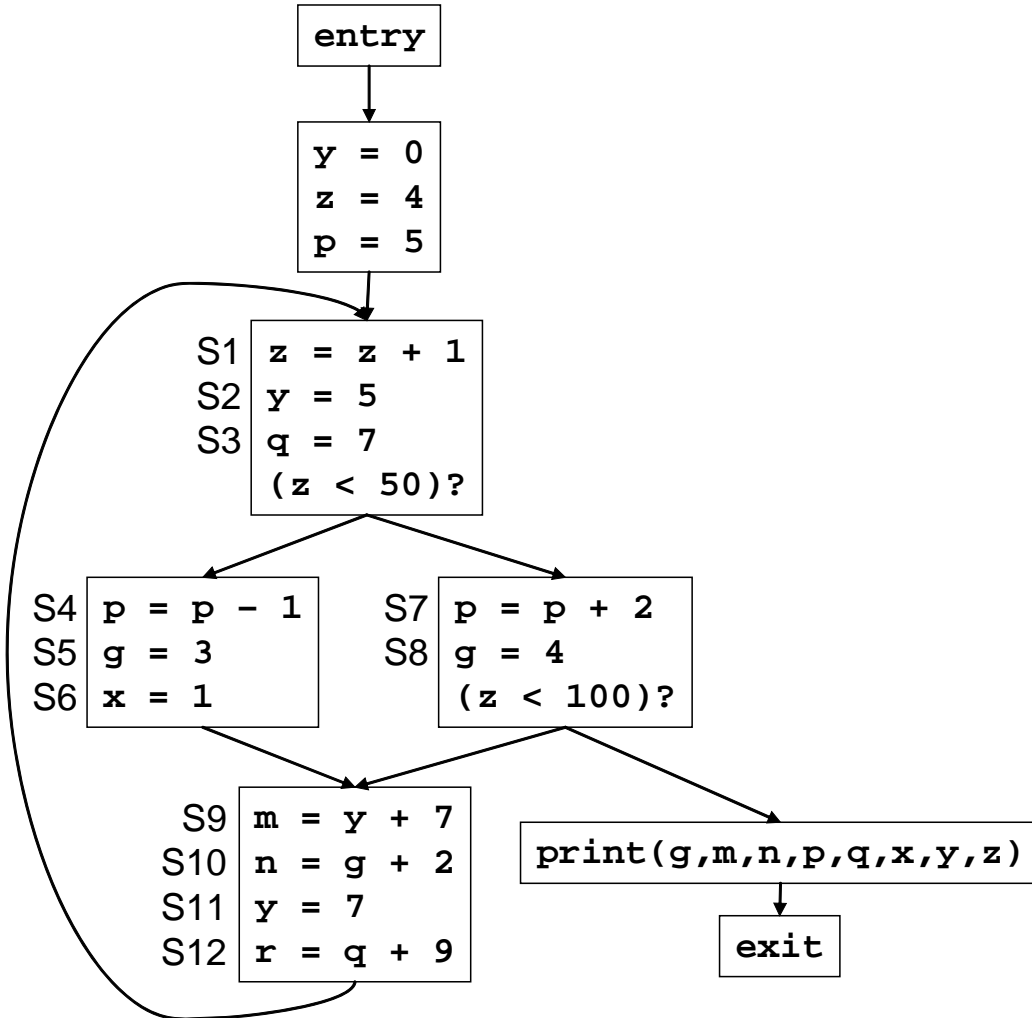 entry
y = 0
z = 4
p = 5
S1 z = z + 1
S2 y = 5
S3 q = 7
(z < 50)?
S4 p = p – 1
S5 g = 3
S6 x = 1
S7 p = p + 2
S8 g = 4
(z < 100)?
S9 m = y + 7
S10 n = g + 2
S11 y = 7
S12 r = q + 9
print(g,m,n,p,q,x,y,z)
exit